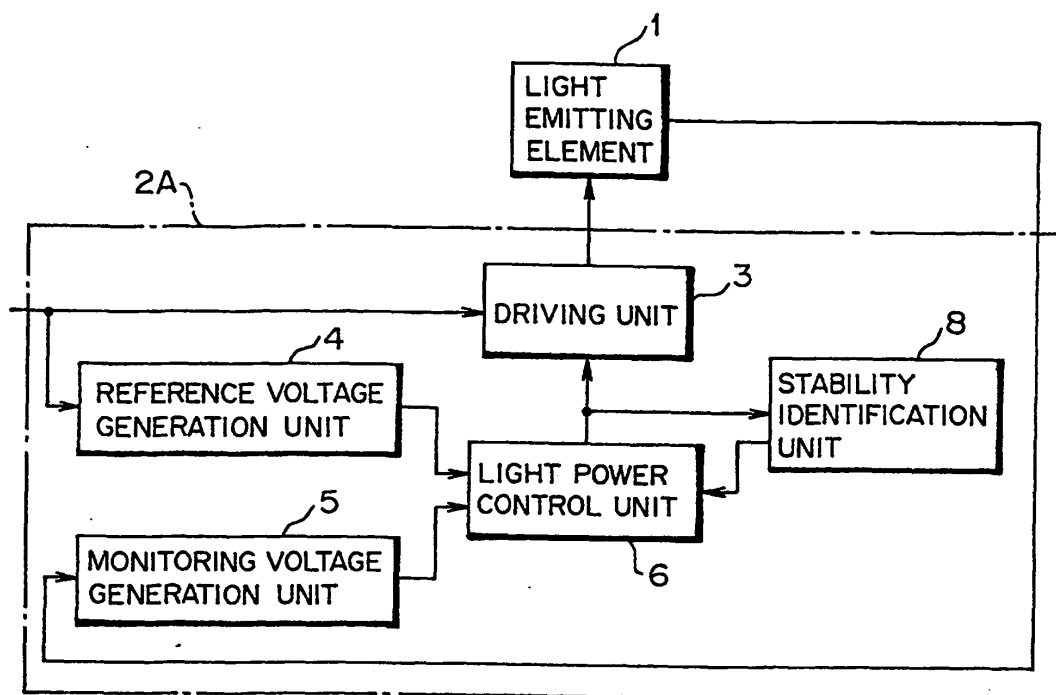 1
LIGHT
EMITTING
ELEMENT
2A
3
DRIVING UNIT
4
REFERENCE VOLTAGE
GENERATION UNIT
8
STABILITY
IDENTIFICATION
UNIT
LIGHT POWER
CONTROL UNIT
6
5
MONITORING VOLTAGE
GENERATION UNIT